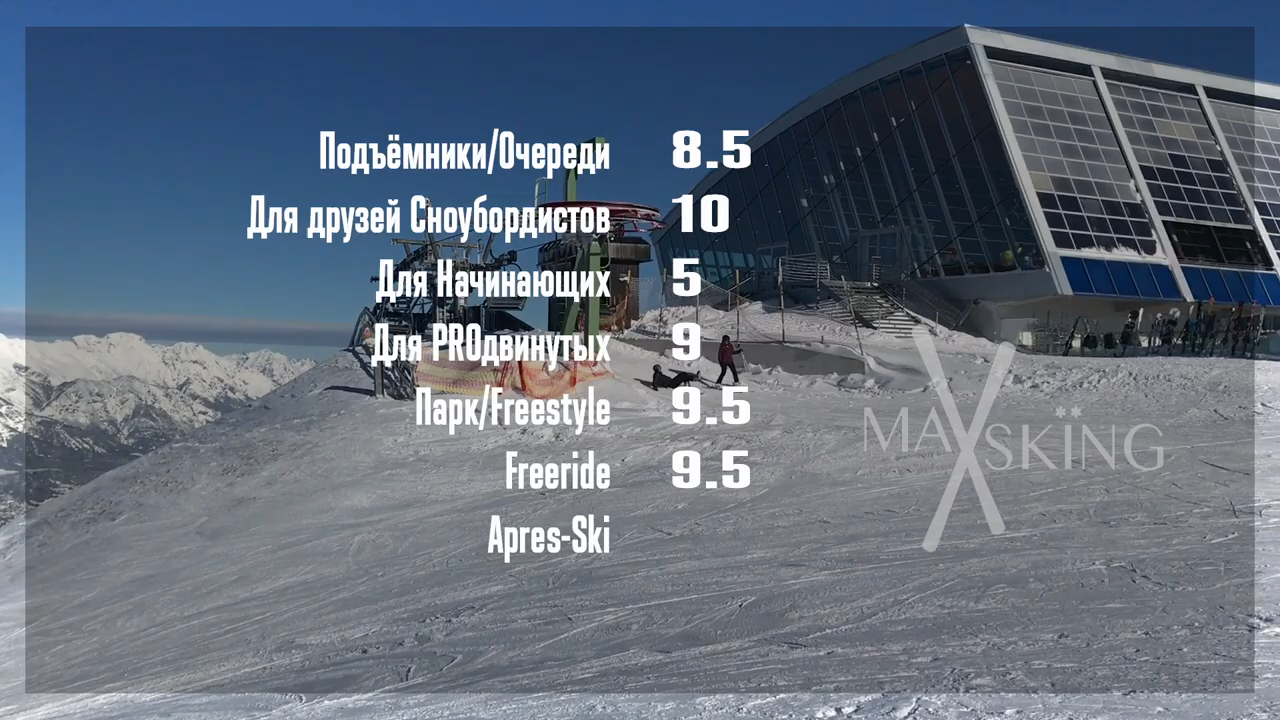 Подъёмники/Очереди 8.5
Для друзей Сноубордистов 10
Для Начинающих 5
Для PROдвинутых 9
Парк/Freestyle 9.5
Freeride 9.5
Apres-Ski
MAXSKÏNG